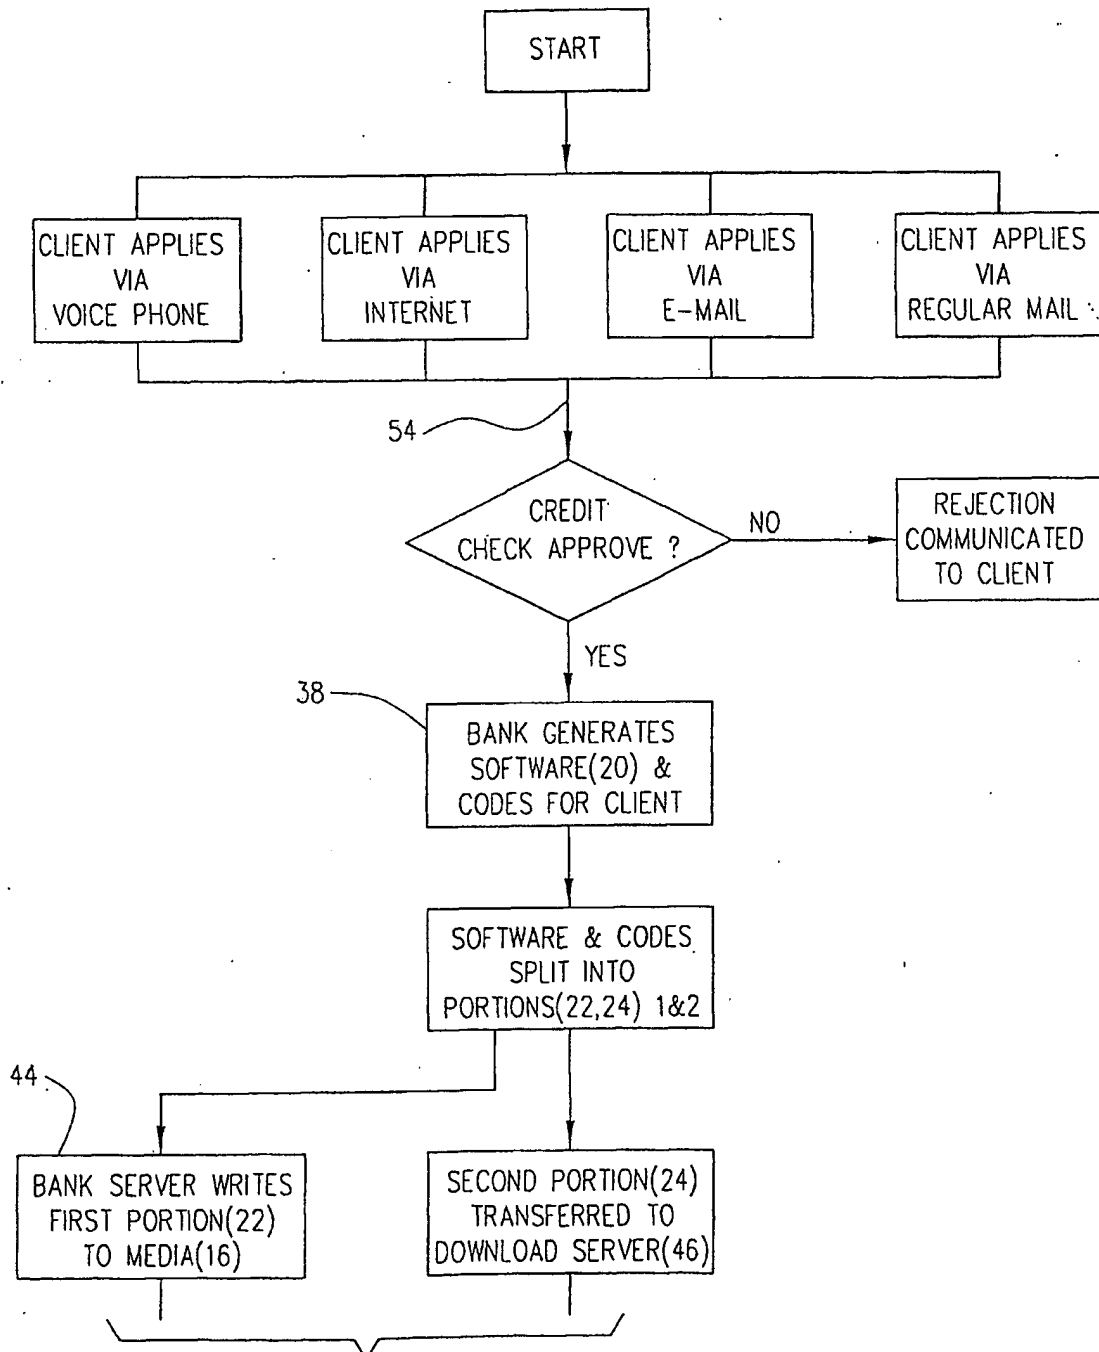 START
CLIENT APPLIES
VIA
VOICE PHONE
CLIENT APPLIES
VIA
INTERNET
CLIENT APPLIES
VIA
E-MAIL
CLIENT APPLIES
VIA
REGULAR MAIL
54
CREDIT
CHECK APPROVE ?
NO
REJECTION
COMMUNICATED
TO CLIENT
YES
38
BANK GENERATES
SOFTWARE(20) &
CODES FOR CLIENT
SOFTWARE & CODES
SPLIT INTO
PORTIONS(22,24) 1&2
44
BANK SERVER WRITES
FIRST PORTION(22)
TO MEDIA(16)
SECOND PORTION(24)
TRANSFERRED TO
DOWNLOAD SERVER(46)